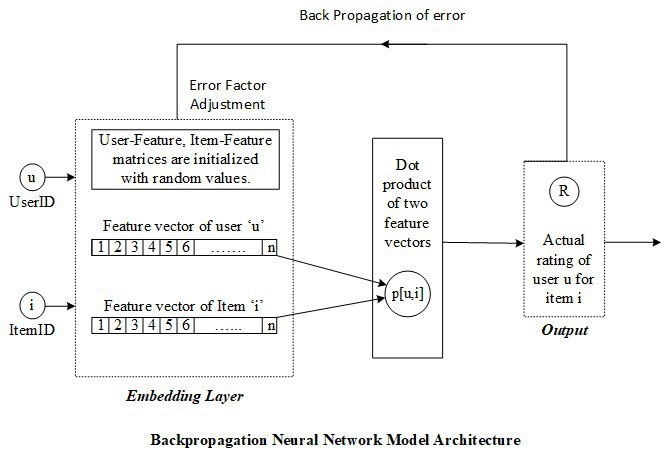 Back Propagation of error
Error Factor
Adjustment
User-Feature, Item-Feature
matrices are initialized
with random values.
u
UserID
Feature vector of user ‘u’
1 2 3 4 5 6 ……. n
i
ItemID
Feature vector of Item ‘i’
1 2 3 4 5 6 …... n
Embedding Layer
Dot
product
of two
feature
vectors
p[u,i]
R
Actual
rating of
user u for
item i
Output
Backpropagation Neural Network Model Architecture